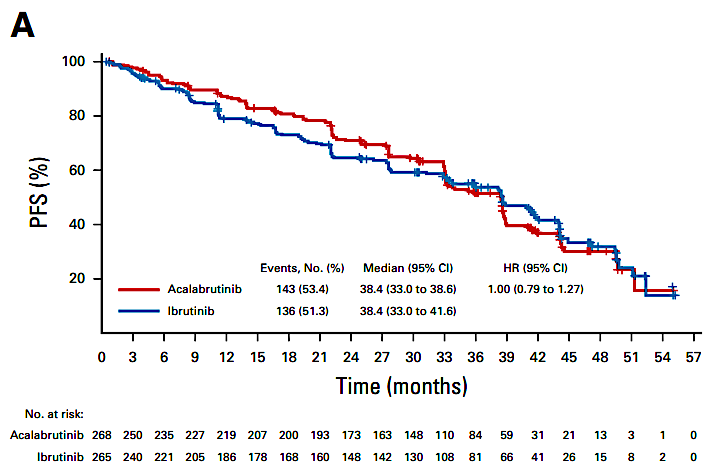 A
PFS (%)
100
80
60
40
20
Events, No. (%) Median (95% CI) HR (95% CI)
Acalabrutinib 143 (53.4) 38.4 (33.0 to 38.6) 1.00 (0.79 to 1.27)
Ibrutinib 136 (51.3) 38.4 (33.0 to 41.6)
0 3 6 9 12 15 18 21 24 27 30 33 36 39 42 45 48 51 54 57
Time (months)
No. at risk:
Acalabrutinib 268 250 235 227 219 207 200 193 173 163 148 110 84 59 31 21 13 3 1 0
Ibrutinib 265 240 221 205 186 178 168 160 148 142 130 108 81 66 41 26 15 8 2 0